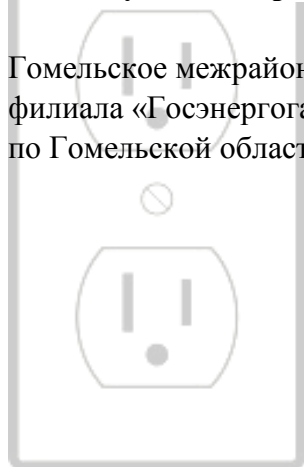 Гомельское межрайон
филиала «Госэнергога
по Гомельской област